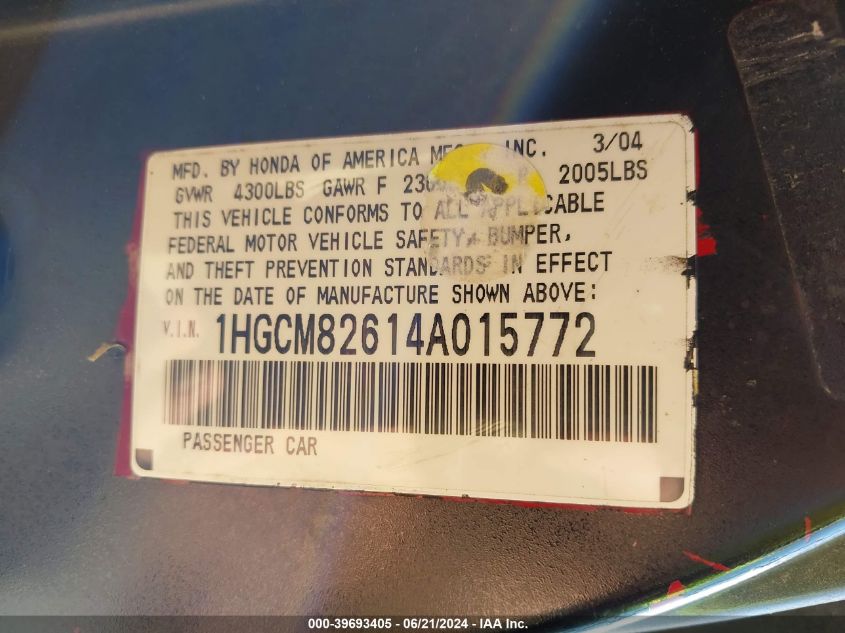 MFD. BY HONDA OF AMERICA INC. 3/04
GVWR 4300LBS GAWR F 2005LBS
THIS VEHICLE CONFORMS TO ALL APPLICABLE
FEDERAL MOTOR VEHICLE SAFETY, BUMPER,
AND THEFT PREVENTION STANDARDS IN EFFECT
ON THE DATE OF MANUFACTURE SHOWN ABOVE:
V.I.N. 1HGCM82614A015772
PASSENGER CAR
000-39693405 - 06/21/2024 - IAA Inc.